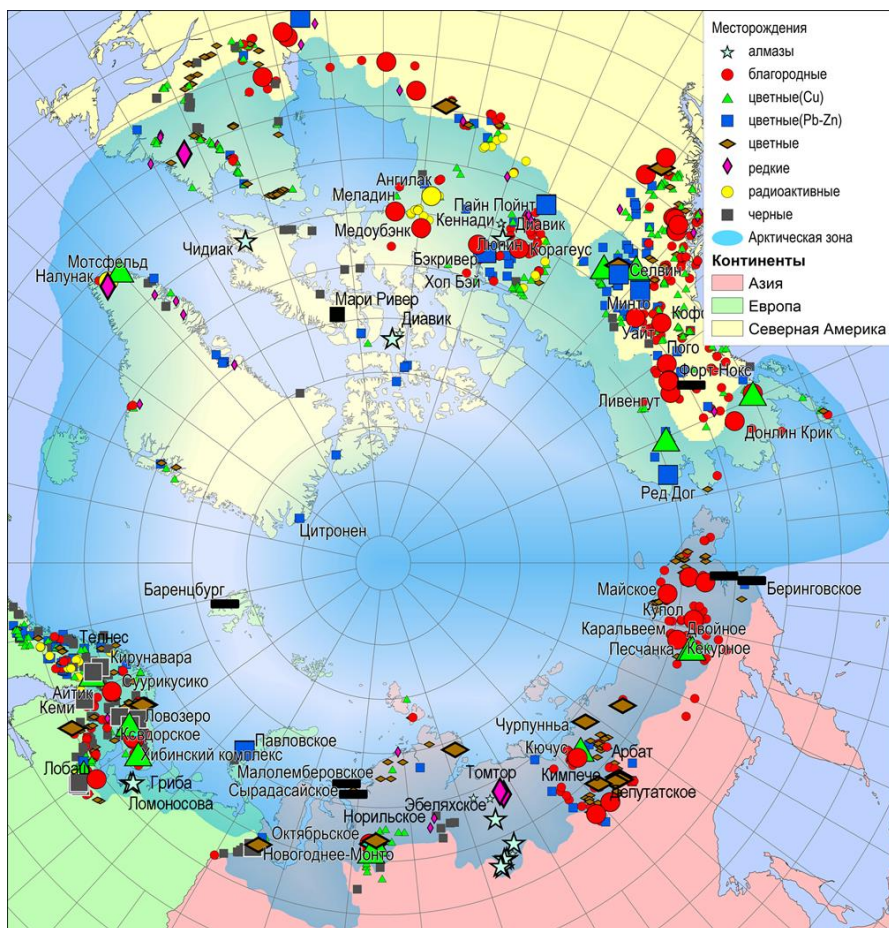 Месторождения
алмазы
благородные
цветные(Cu)
цветные(Pb-Zn)
цветные
редкие
радиоактивные
черные
Арктическая зона
Континенты
Азия
Европа
Северная Америка
Ангилак
Меладин
Пайн Пойнт
Кеннади
Диавик
Медоубэнк
Люпин
Корагеус
Чидиак
Бэкривер
Хоп Бэй
Мотсфельд
Налунак
Селвин
Мари Ривер
Минто
Диавик
Уайт
Кофо
Пого
Форт-Нокс
Ливенгут
Донлин Крик
Ред Дог
Цитронен
Баренцбург
Майское
Беринговское
Купол
Каральвеем
Двойное
Песчанка
Кекурное
Телнес
Кирунавара
Суурикусико
Айтик
Кеми
Ловозеро
Ковдорское
Хибинский комплекс
Чурпуннья
Павловское
Кючус
Арбат
Лобаш
Малолемберовское
Томтор
Кимпече
Гриба
Сырадасайское
Эбеляхское
Депутатское
Ломоносова
Норильское
Октябрьское
Новогоднее-Монто